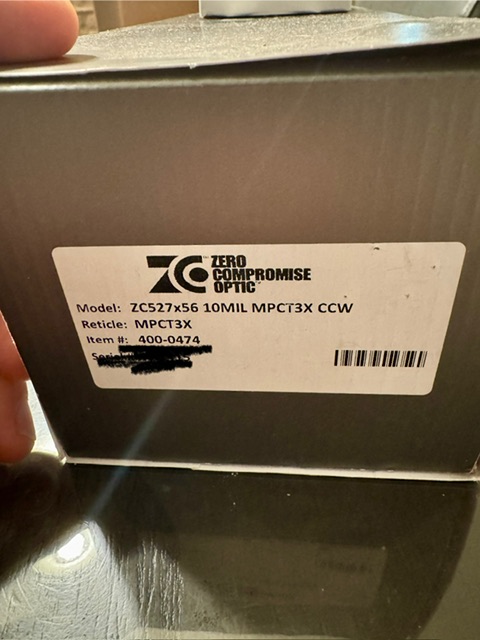 ZC ZERO
COMPROMISE
OPTIC
Model: ZC527x56 10MIL MPCT3X CCW
Reticle: MPCT3X
Item #: 400-0474